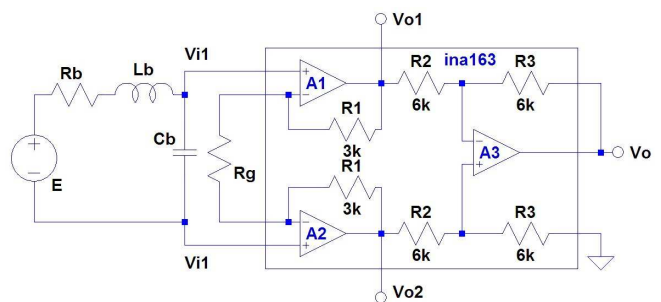 Vo1
Rb
Lb
Vi1
A1
R2
6k
ina163
R3
6k
R1
3k
E
Cb
Rg
A3
Vo
R1
3k
A2
R2
6k
R3
6k
Vi1
Vo2